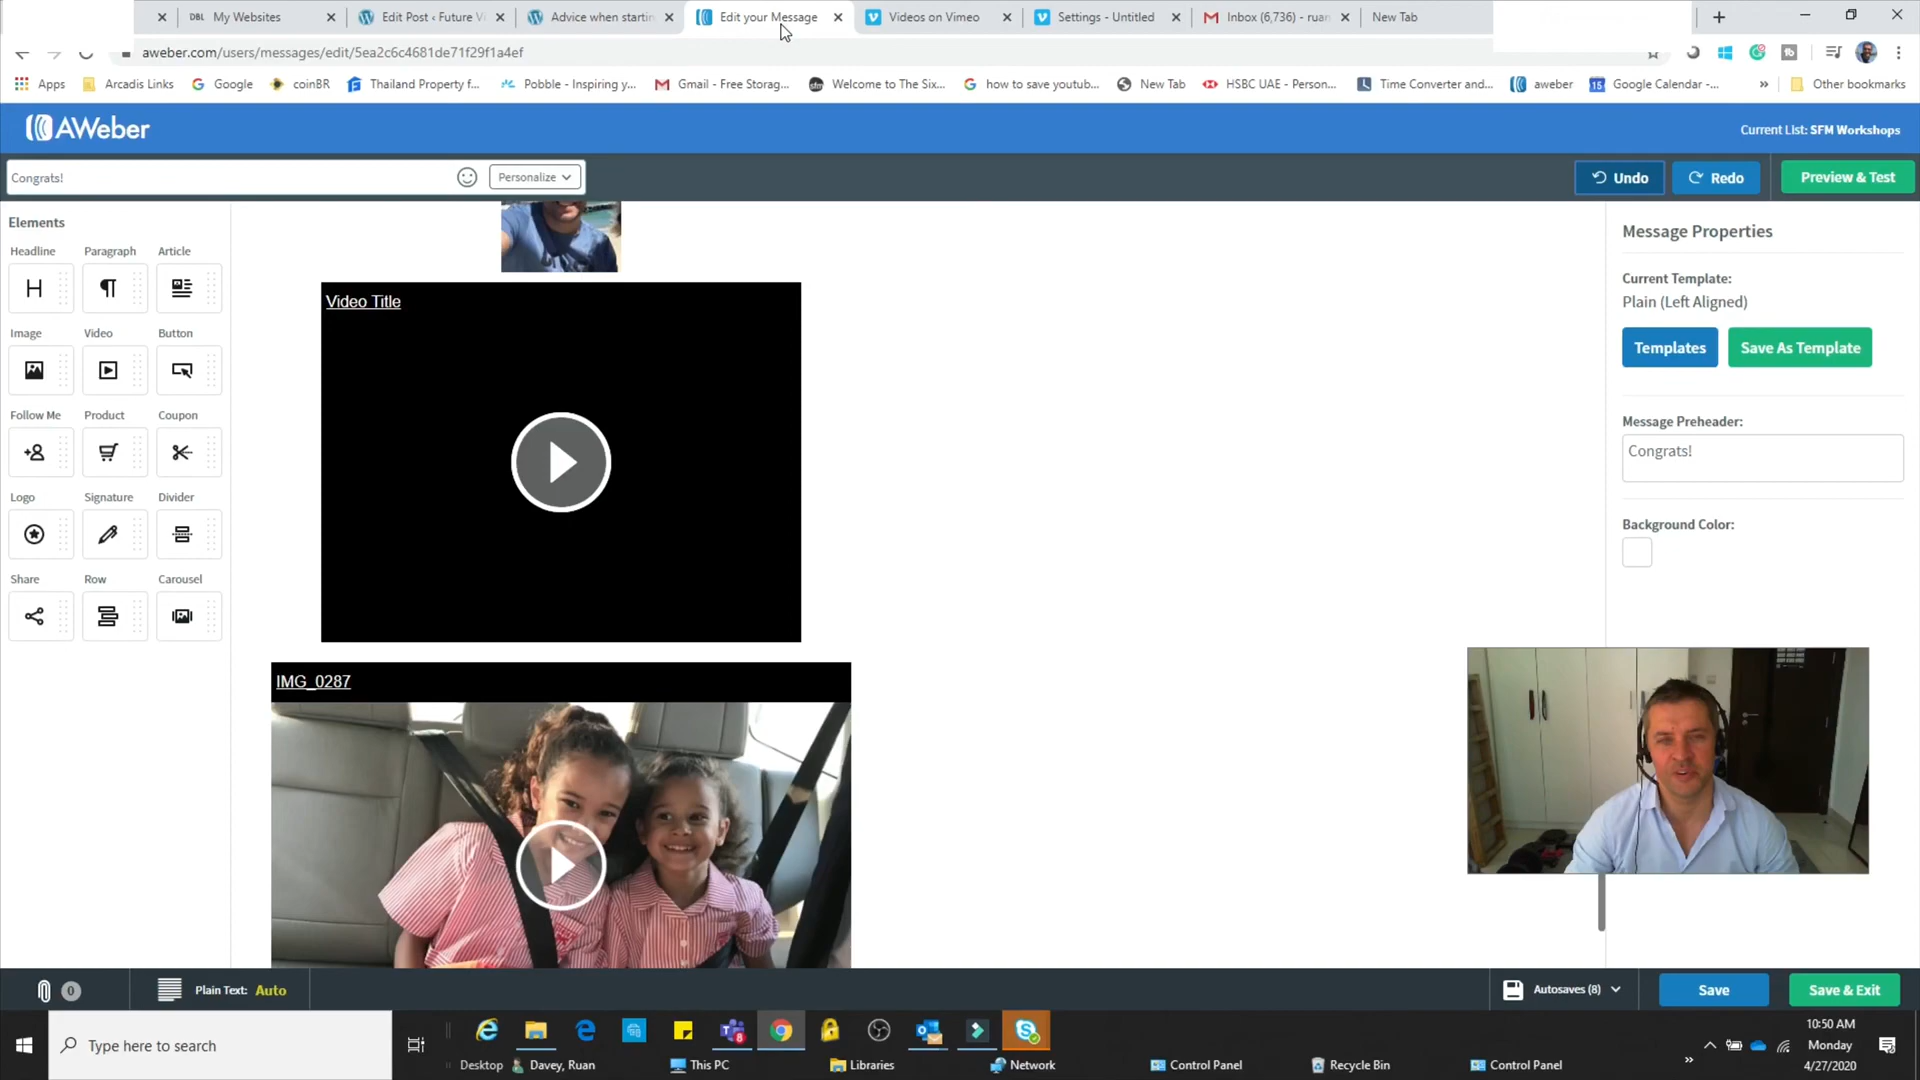 DBL My Websites
Edit Post ‹ Future Vi
Advice when startin
Edit your Message
Videos on Vimeo
Settings - Untitled
Inbox (6,736) - ruan
New Tab
aweber.com/users/messages/edit/5ea2c6c4681de71f29f1a4ef
Apps
Arcadis Links
Google
coinBR
Thailand Property f...
Pobble - Inspiring y...
Gmail - Free Storag...
Welcome to The Six...
how to save youtub...
New Tab
HSBC UAE - Person...
Time Converter and...
aweber
Google Calendar -...
»
Other bookmarks
AWeber
Current List: SFM Workshops
Congrats!
Personalize
Undo
Redo
Preview & Test
Elements
Headline
Paragraph
Article
Image
Video
Button
Follow Me
Product
Coupon
Logo
Signature
Divider
Share
Row
Carousel
Video Title
IMG_0287
Message Properties
Current Template:
Plain (Left Aligned)
Templates
Save As Template
Message Preheader:
Congrats!
Background Color:
0
Plain Text: Auto
Autosaves (8)
Save
Save & Exit
Type here to search
Desktop
Davey, Ruan
This PC
Libraries
Network
Control Panel
Recycle Bin
Control Panel
»
10:50 AM
Monday
4/27/2020